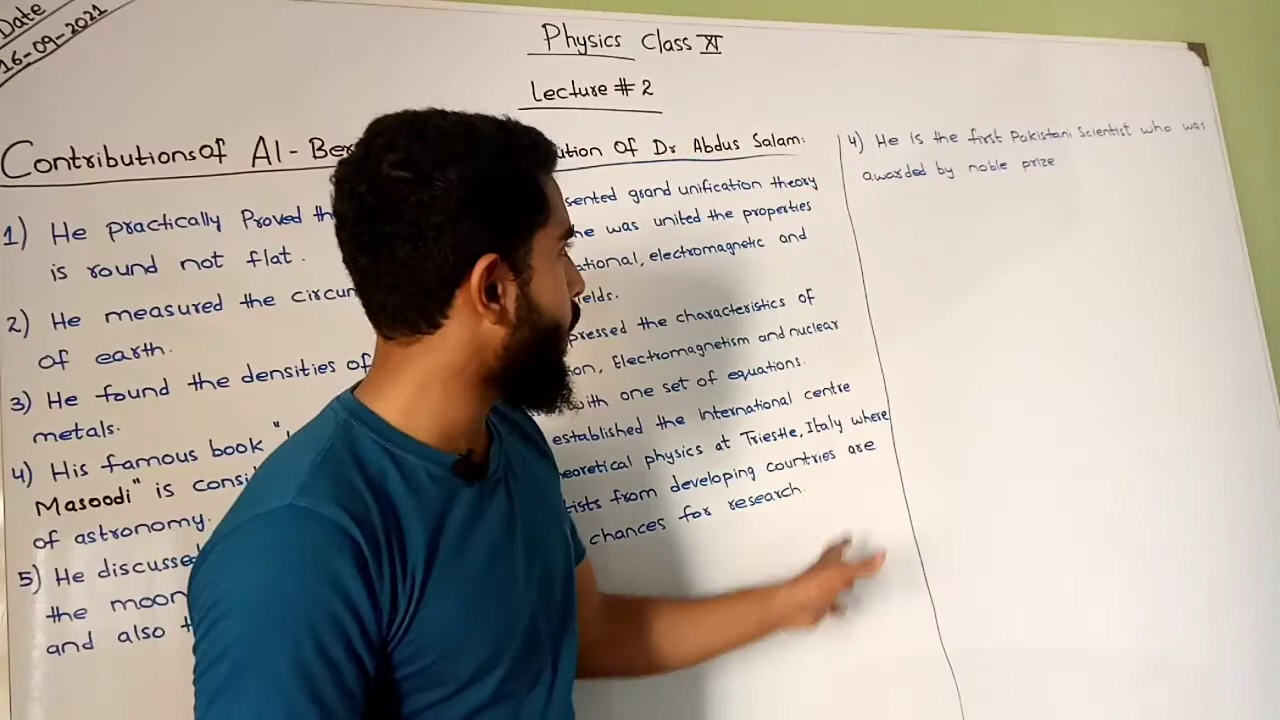 Date
16-09-2021
Physics Class XI
Lecture # 2
Contributions of Al-Be
1) He practically Proved th
is round not flat.
2) He measured the circum
of earth.
3) He found the densities of
metals.
4) His famous book "
Masoodi" is consi
of astronomy.
5) He discussed
the moon
and also t
ution Of Dr Abdus Salam:
sented grand unification theory
he was united the properties
ational, electromagnetic and
ields.
pressed the characteristics of
on, Electromagnetism and nuclear
with one set of equations.
established the International centre
eoretical physics at Triestle, Italy where
tists from developing countries are
chances for research.
4) He is the first Pakistani Scientist who was
awarded by noble prize